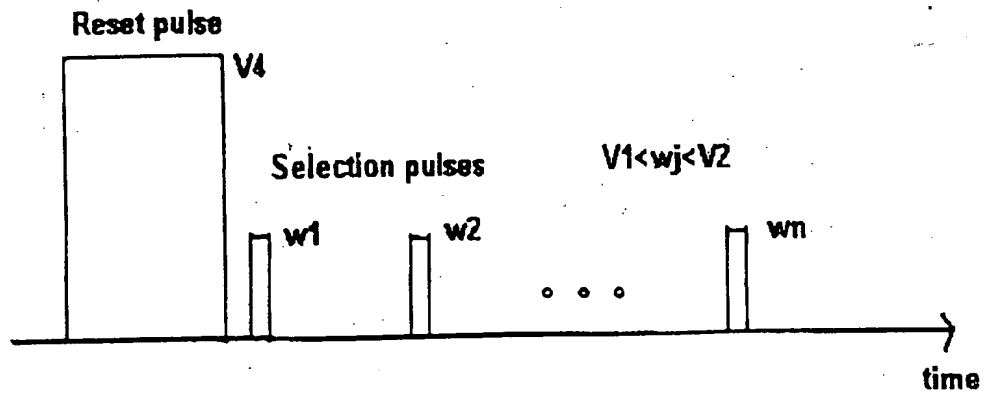 Reset pulse
V4
Selection pulses
V1<wj<V2
w1
w2
wn
time